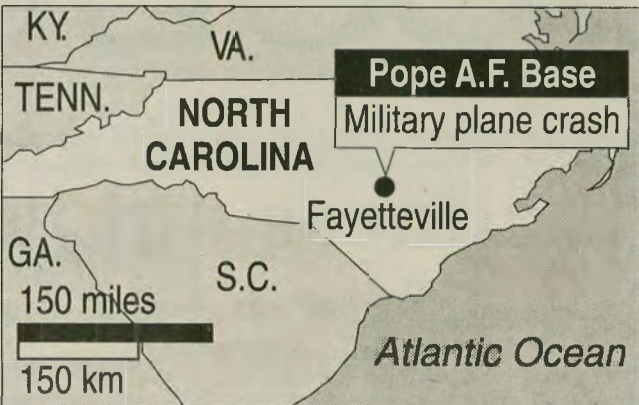 KY.
VA.
Pope A.F. Base
Military plane crash
TENN.
NORTH
CAROLINA
Fayetteville
GA.
S.C.
150 miles
150 km
Atlantic Ocean